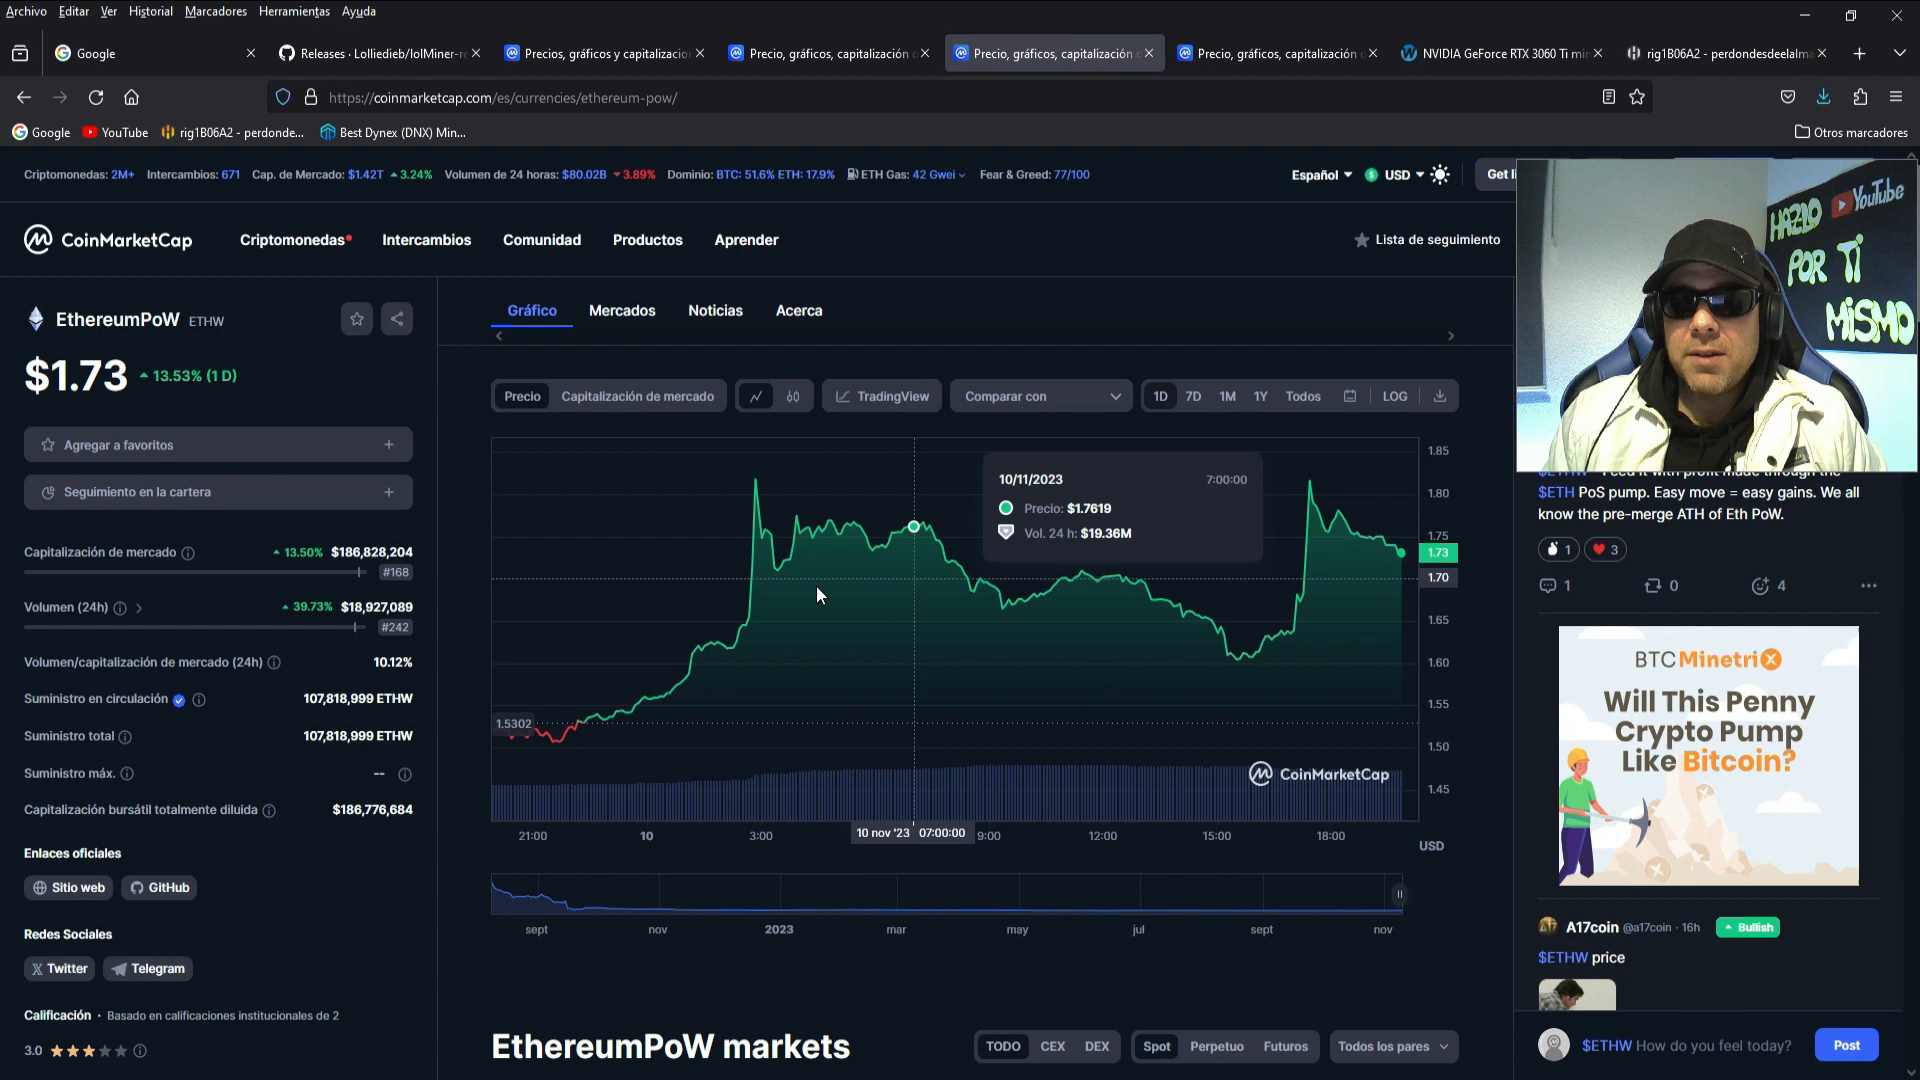 Archivo Editar Ver Historial Marcadores Herramientas Ayuda
Google
Releases · Lolliedieb/lolMiner-re
Precios, gráficos y capitalizacio
Precio, gráficos, capitalización d
Precio, gráficos, capitalización d
Precio, gráficos, capitalización d
NVIDIA GeForce RTX 3060 Ti min
rig1B06A2 - perdondesdeelalma
https://coinmarketcap.com/es/currencies/ethereum-pow/
Google YouTube rig1B06A2 - perdonde... Best Dynex (DNX) Min... Otros marcadores
Criptomonedas: 2M+ Intercambios: 671 Cap. de Mercado: $1.42T 3.24% Volumen de 24 horas: $80.02B 3.89% Dominio: BTC: 51.6% ETH: 17.9% ETH Gas: 42 Gwei Fear & Greed: 77/100 Español USD Get li
CoinMarketCap Criptomonedas Intercambios Comunidad Productos Aprender Lista de seguimiento
YouTube
HAZLO
POR TÍ
MiSMO
EthereumPoW ETHW
$1.73 13.53% (1 D)
Agregar a favoritos +
Seguimiento en la cartera +
Capitalización de mercado 13.50% $186,828,204
#168
Volumen (24h) 39.73% $18,927,089
#242
Volumen/capitalización de mercado (24h) 10.12%
Suministro en circulación 107,818,999 ETHW
Suministro total 107,818,999 ETHW
Suministro máx. --
Capitalización bursátil totalmente diluida $186,776,684
Enlaces oficiales
Sitio web GitHub
Redes Sociales
Twitter Telegram
Calificación · Basado en calificaciones institucionales de 2
3.0
Gráfico Mercados Noticias Acerca
Precio Capitalización de mercado TradingView Comparar con 1D 7D 1M 1Y Todos LOG
10/11/2023 7:00:00
Precio: $1.7619
Vol. 24 h: $19.36M
1.85
1.80
1.75
1.73
1.70
1.65
1.60
1.55
1.50
1.45
1.5302
CoinMarketCap
21:00 10 3:00 10 nov '23 07:00:00 9:00 12:00 15:00 18:00
USD
sept nov 2023 mar may jul sept nov
EthereumPoW markets TODO CEX DEX Spot Perpetuo Futuros Todos los pares
$ETH PoS pump. Easy move = easy gains. We all
know the pre-merge ATH of Eth PoW.
1 3
1 0 4
BTC MinetriX
Will This Penny
Crypto Pump
Like Bitcoin?
A17coin @a17coin · 16h Bullish
$ETHW price
$ETHW How do you feel today? Post